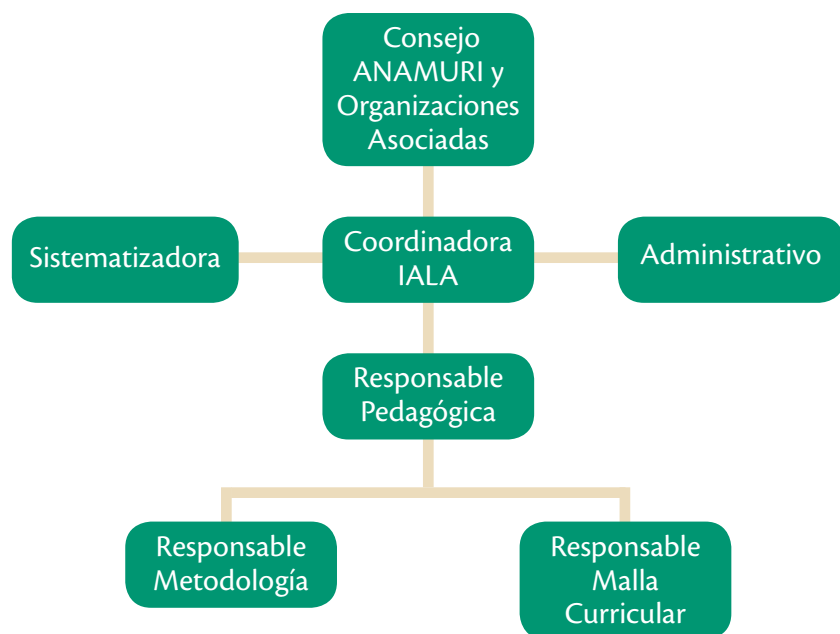 Consejo
ANAMURI y
Organizaciones
Asociadas
Sistematizadora
Coordinadora
IALA
Administrativo
Responsable
Pedagógica
Responsable
Metodología
Responsable
Malla
Curricular